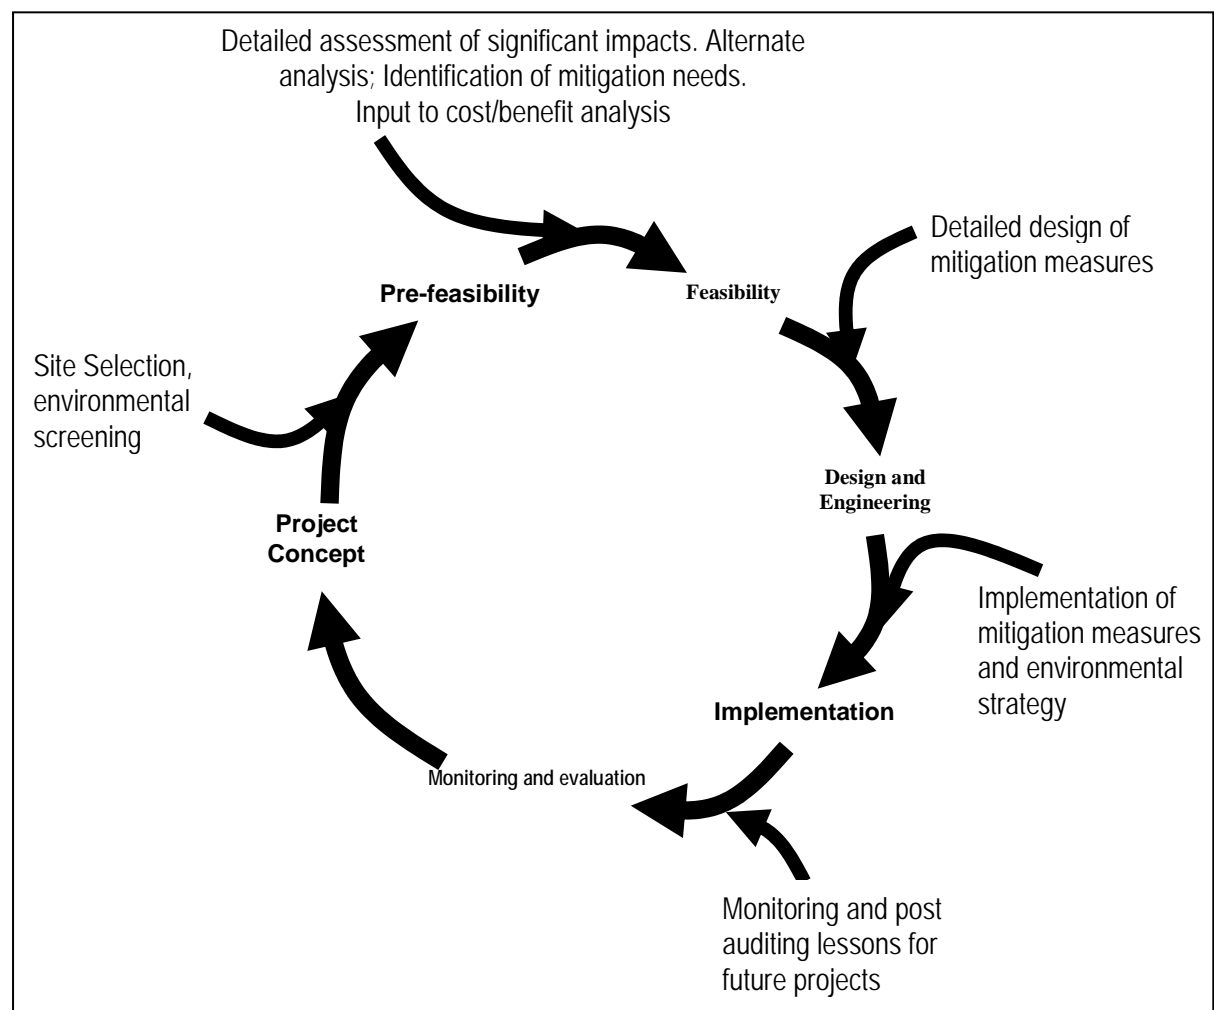 Detailed assessment of significant impacts. Alternate
analysis; Identification of mitigation needs.
Input to cost/benefit analysis
Detailed design of
mitigation measures
Pre-feasibility
Feasibility
Site Selection,
environmental
screening
Design and
Engineering
Project
Concept
Implementation of
mitigation measures
and environmental
strategy
Implementation
Monitoring and evaluation
Monitoring and post
auditing lessons for
future projects